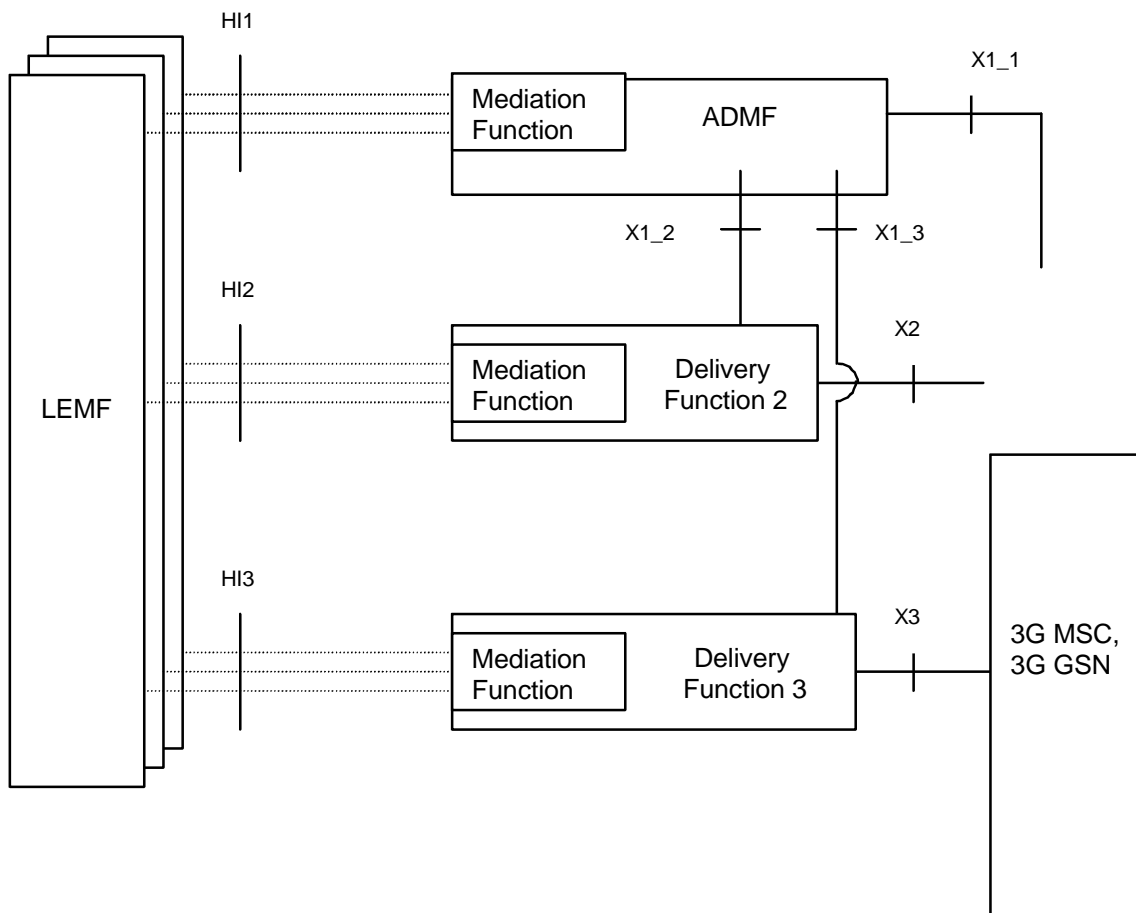 HI1
X1_1
Mediation
Function
ADMF
X1_2
X1_3
HI2
X2
LEMF
Mediation
Function
Delivery
Function 2
HI3
X3
Mediation
Function
Delivery
Function 3
3G MSC,
3G GSN